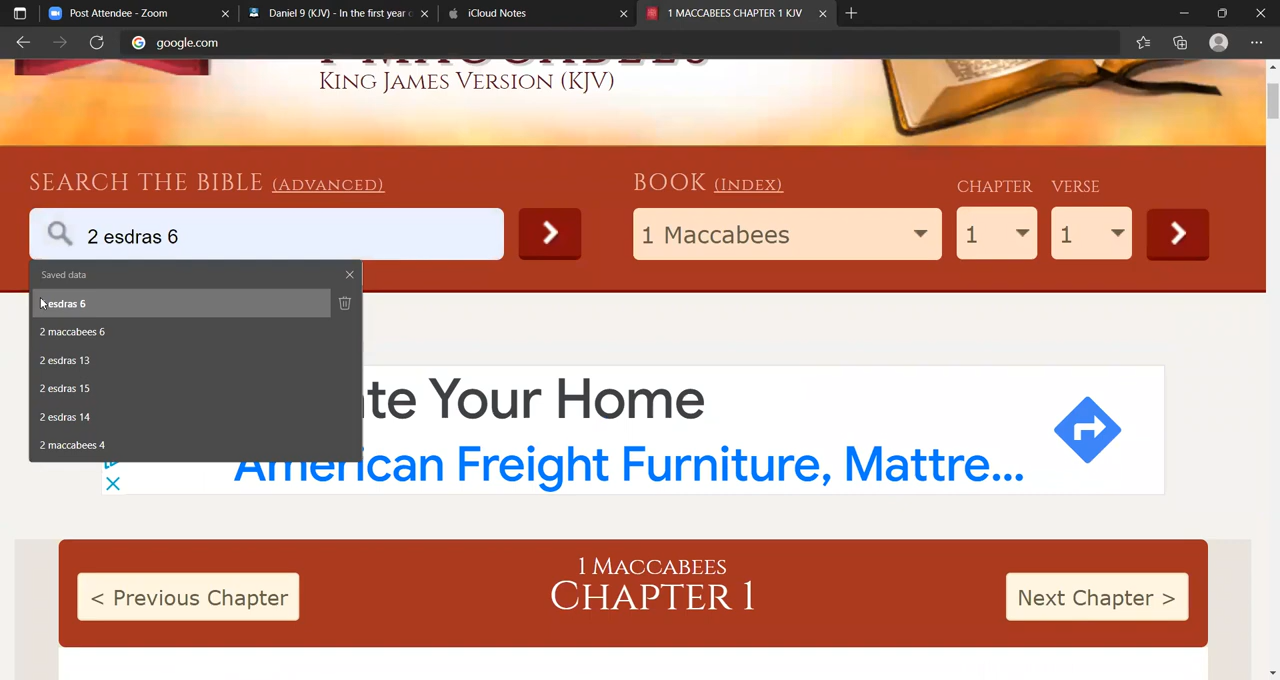 Post Attendee - Zoom
Daniel 9 (KJV) - In the first year
iCloud Notes
1 MACCABEES CHAPTER 1 KJV
google.com
KING JAMES VERSION (KJV)
SEARCH THE BIBLE (ADVANCED)
BOOK (INDEX)
CHAPTER
VERSE
2 esdras 6
1 Maccabees
1
1
Saved data
esdras 6
2 maccabees 6
2 esdras 13
2 esdras 15
2 esdras 14
2 maccabees 4
te Your Home
American Freight Furniture, Mattre...
1 MACCABEES
CHAPTER 1
< Previous Chapter
Next Chapter >